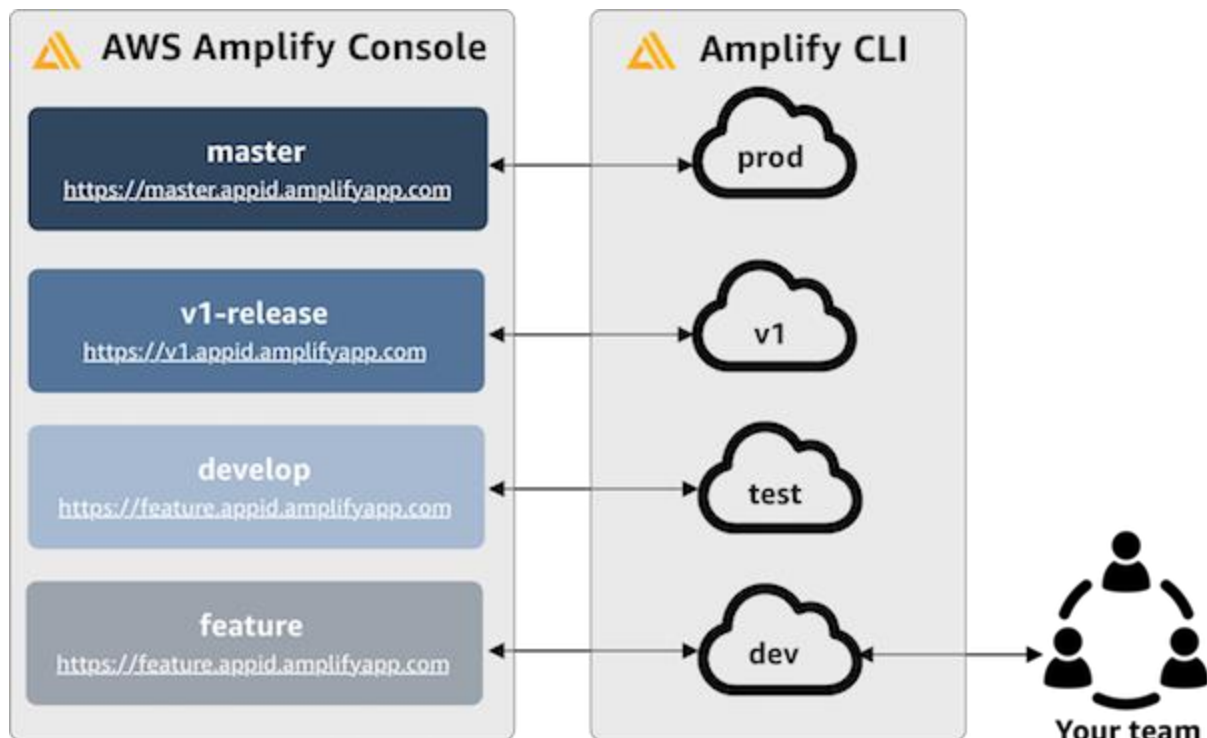 AWS Amplify Console
master
https://master.appid.amplifyapp.com
v1-release
https://v1.appid.amplifyapp.com
develop
https://feature.appid.amplifyapp.com
feature
https://feature.appid.amplifyapp.com
Amplify CLI
prod
v1
test
dev
Your team